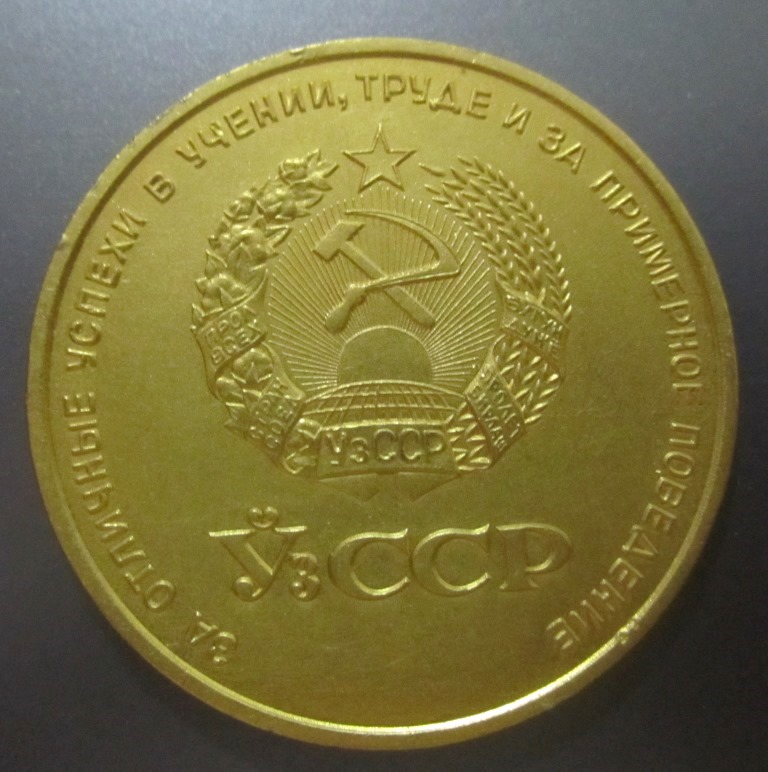 ЗА ОТЛИЧНЫЕ УСПЕХИ В УЧЕНИИ, ТРУДЕ И ЗА ПРИМЕРНОЕ ПОВЕДЕНИЕ
УзССР
ЎзССР